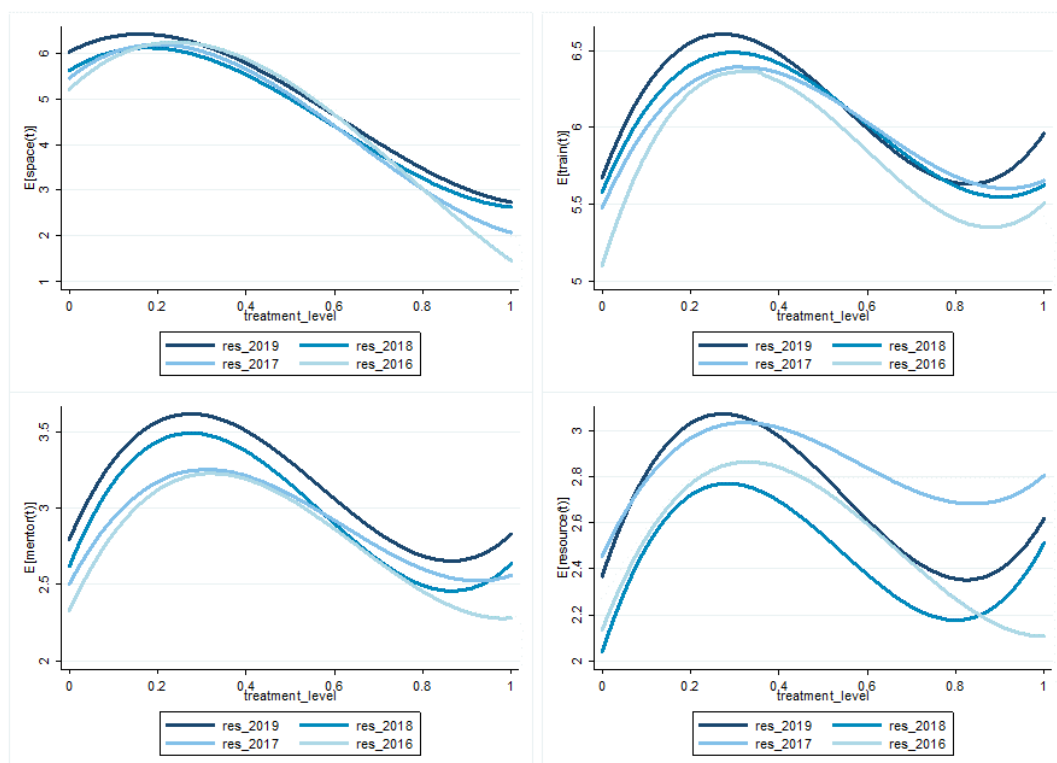 E[space(t)]
6
5
4
3
2
1
0 0.2 0.4 0.6 0.8 1
treatment_level
res_2019 res_2018
res_2017 res_2016
E[train(t)]
6.5
6
5.5
5
0 0.2 0.4 0.6 0.8 1
treatment_level
res_2019 res_2018
res_2017 res_2016
E[mentor(t)]
3.5
3
2.5
2
0 0.2 0.4 0.6 0.8 1
treatment_level
res_2019 res_2018
res_2017 res_2016
E[resource(t)]
3
2.8
2.6
2.4
2.2
2
0 0.2 0.4 0.6 0.8 1
treatment_level
res_2019 res_2018
res_2017 res_2016